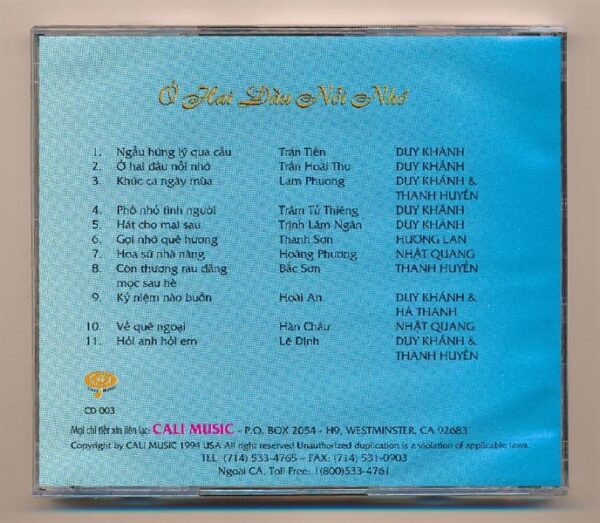 Ở Hai Đầu Nỗi Nhớ
1. Ngẫu hứng lý qua cầu Trần Tiến DUY KHÁNH
2. Ở hai đầu nỗi nhớ Trần Hoài Thu DUY KHÁNH
3. Khúc ca ngày mùa Lam Phương DUY KHÁNH &
THANH HUYỀN
4. Phố nhỏ tình người Trầm Tử Thiêng DUY KHÁNH
5. Hát cho mai sau Trịnh Lâm Ngân DUY KHÁNH
6. Gọi nhớ quê hương Thanh Sơn HƯƠNG LAN
7. Hoa sứ nhà nàng Hoàng Phương NHẬT QUANG
8. Còn thương rau đắng Bắc Sơn THANH HUYỀN
mọc sau hè
9. Kỷ niệm nào buồn Hoài An DUY KHÁNH &
HÀ THANH
10. Về quê ngoại Hàn Châu NHẬT QUANG
11. Hỏi anh hỏi em Lê Dinh DUY KHÁNH &
THANH HUYỀN
CALI MUSIC
CD 003
Mọi chi tiết xin liên lạc CALI MUSIC - P.O. BOX 2054 - H9, WESTMINSTER, CA 92683
Copyright by CALI MUSIC 1994 USA All right reserved Unauthorized duplication is a violation of applicable laws.
TEL (714) 533-4765 - FAX. (714) 531-0903
Ngoài CA, Toll Free: 1(800)533-4761